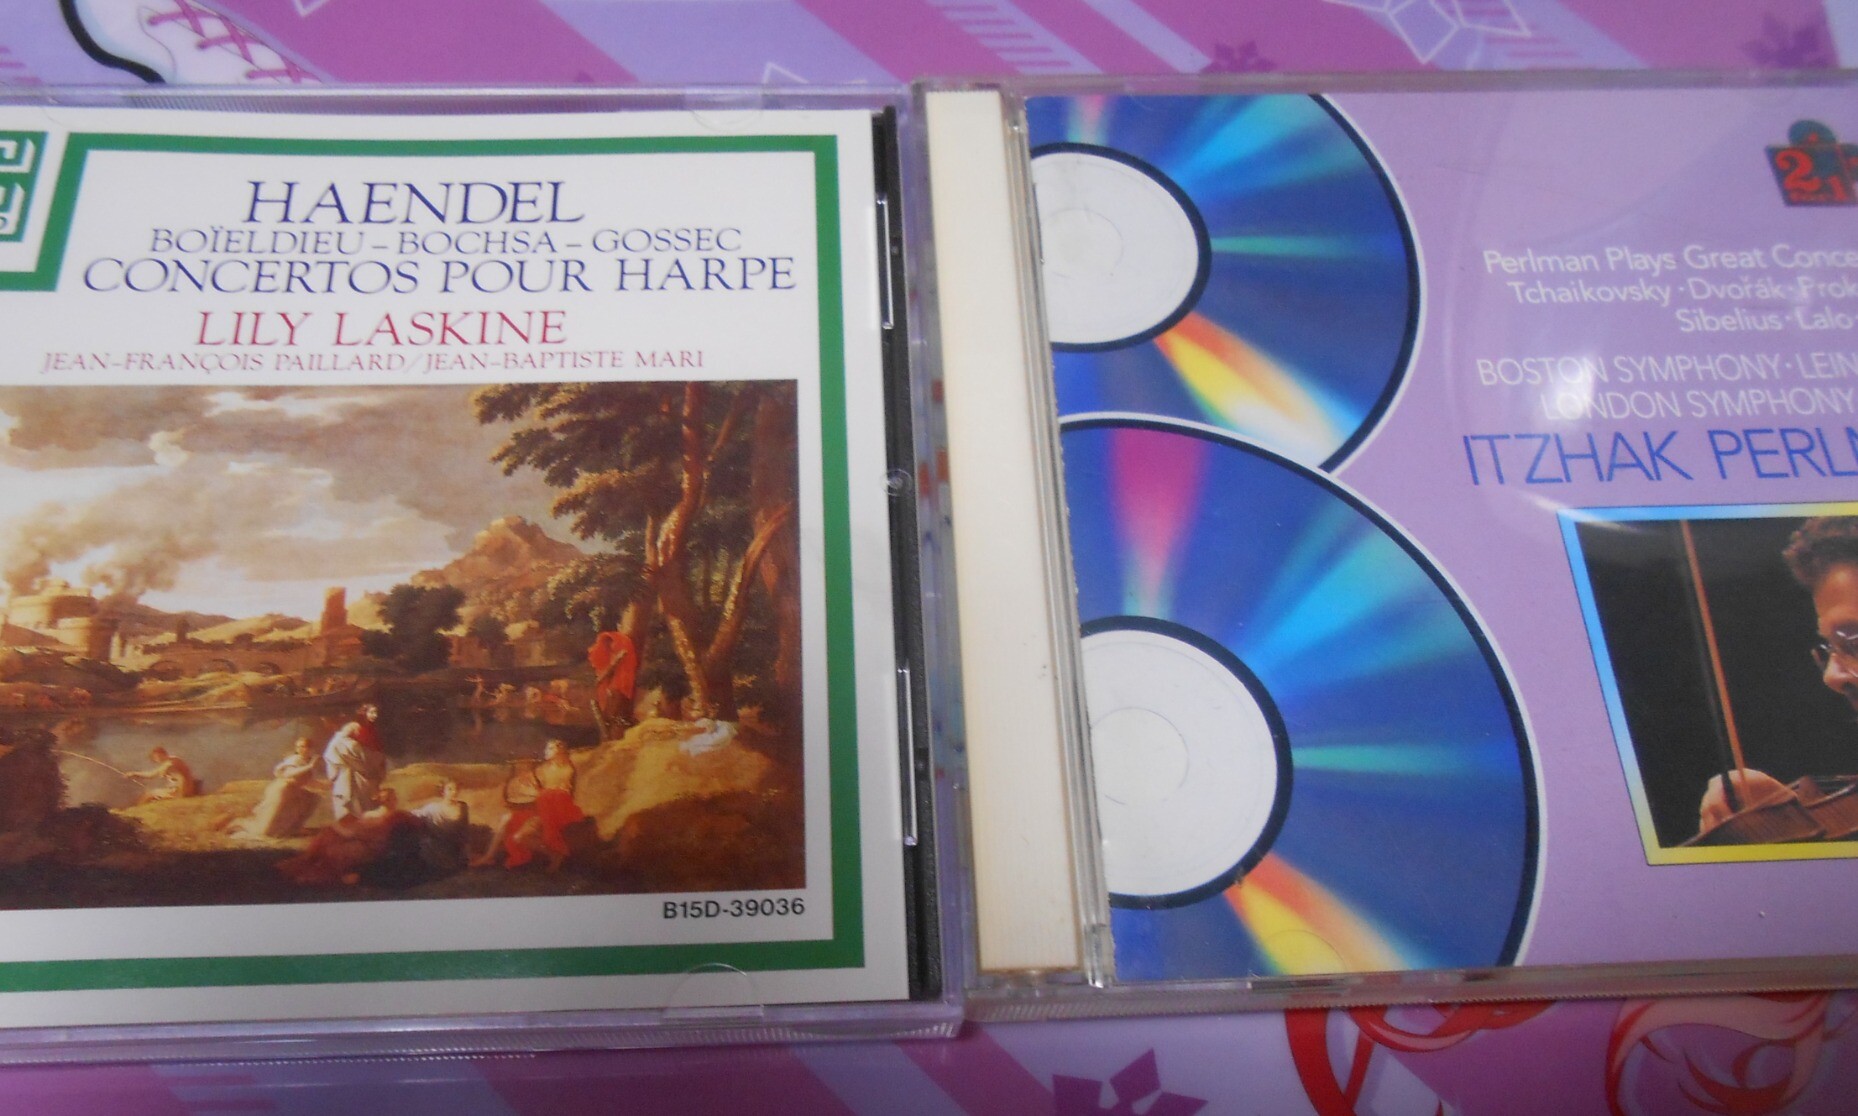 HAENDEL
BOÏELDIEU – BOCHSA – GOSSEC
CONCERTOS POUR HARPE
LILY LASKINE
JEAN-FRANÇOIS PAILLARD/JEAN-BAPTISTE MARI
B15D-39036
Perlman Plays Great
Tchaikovsky · Dvořák ·
Sibelius · Lalo ·
BOSTON SYMPHONY ·
LONDON SYMPHONY
ITZHAK